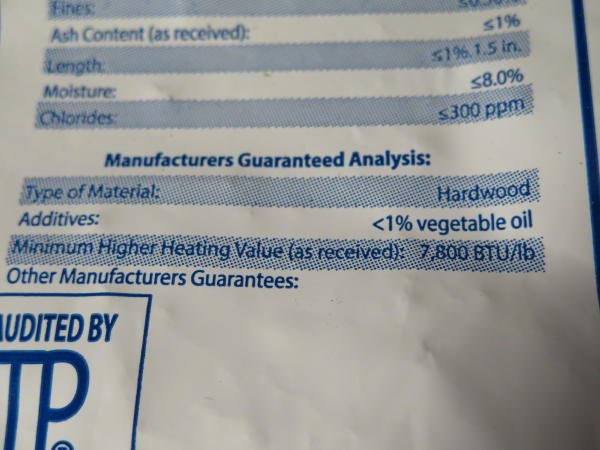 Fines:
Ash Content (as received): ≤1%
Length: ≤1% 1.5 in.
Moisture: ≤8.0%
Chlorides: ≤300 ppm
Manufacturers Guaranteed Analysis:
Type of Material: Hardwood
Additives: <1% vegetable oil
Minimum Higher Heating Value (as received): 7,800 BTU/lb
Other Manufacturers Guarantees:
AUDITED BY
TP®